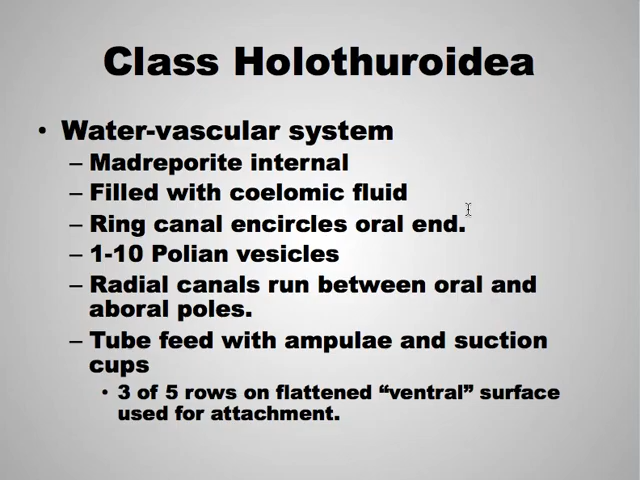 Class Holothuroidea
• Water-vascular system
– Madreporite internal
– Filled with coelomic fluid
– Ring canal encircles oral end.
– 1-10 Polian vesicles
– Radial canals run between oral and
aboral poles.
– Tube feed with ampulae and suction
cups
• 3 of 5 rows on flattened “ventral” surface
used for attachment.